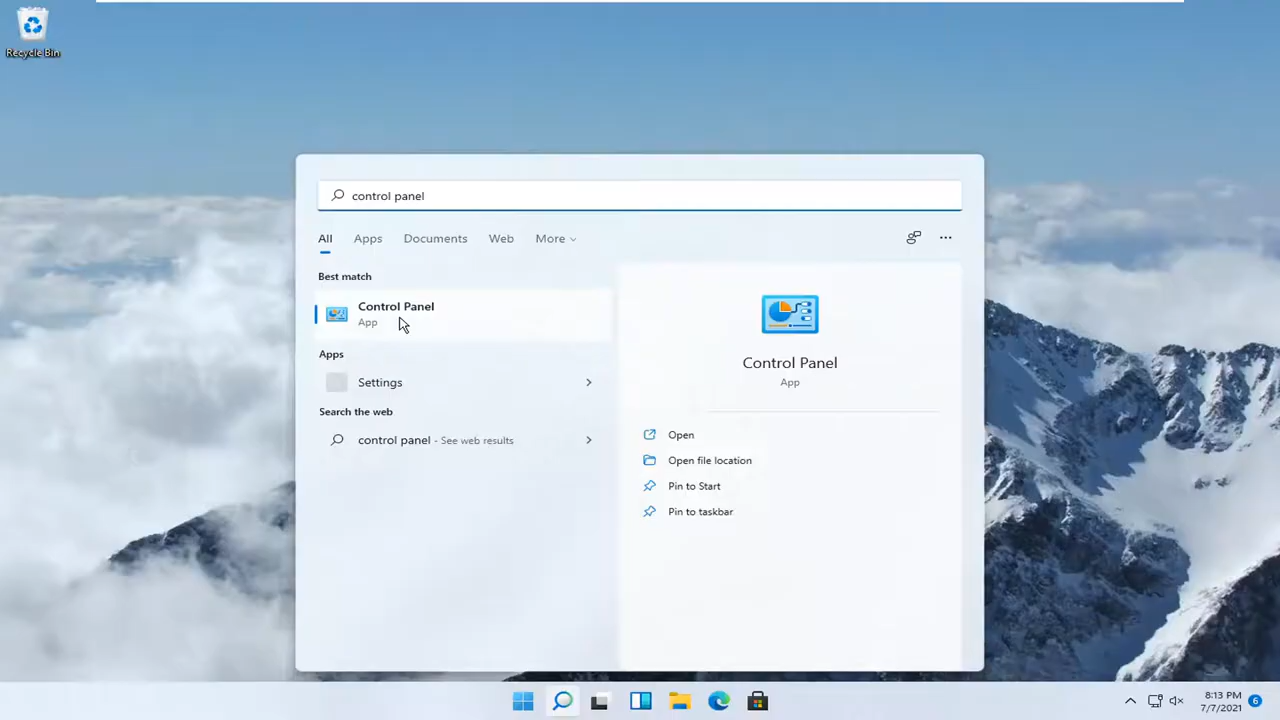 Recycle Bin
control panel
All Apps Documents Web More
Best match
Control Panel
App
Apps
Settings
Search the web
control panel - See web results
Control Panel
App
Open
Open file location
Pin to Start
Pin to taskbar
8:13 PM
7/7/2021
6